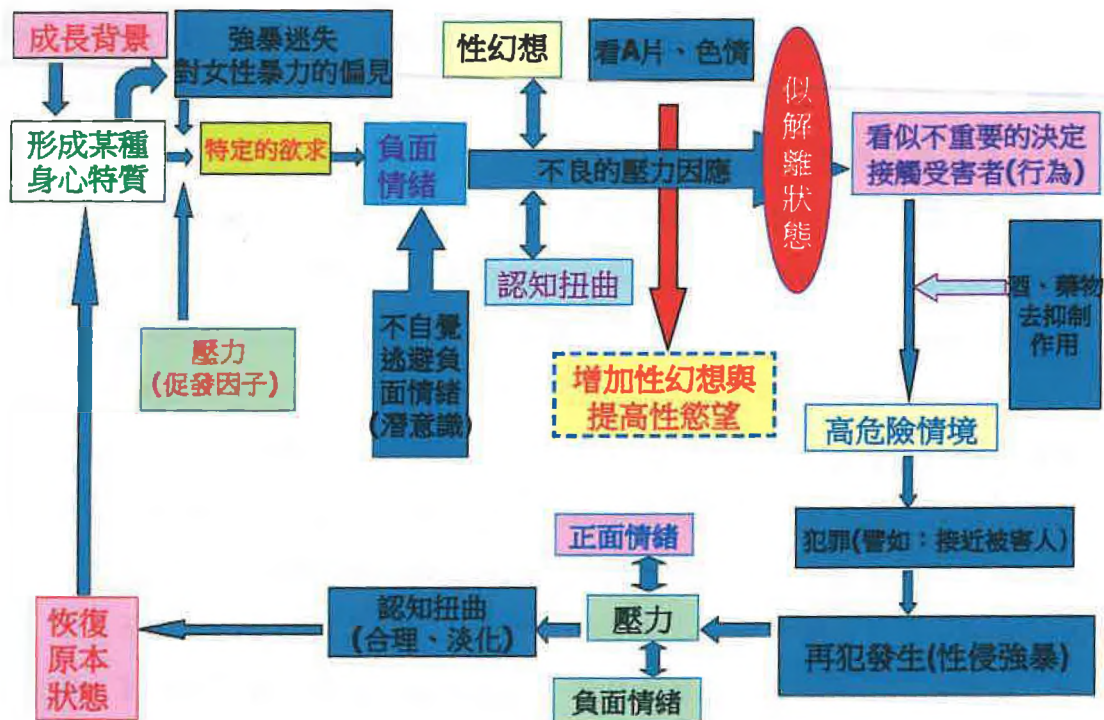 成長背景
強暴迷失
對女性暴力的偏見
性幻想
看A片、色情
似解離狀態
形成某種
身心特質
特定的欲求
負面
情緒
不良的壓力因應
看似不重要的決定
接觸受害者(行為)
認知扭曲
酒、藥物
去抑制
作用
壓力
(促發因子)
不自覺
逃避負
面情緒
(潛意識)
增加性幻想與
提高性慾望
高危險情境
正面情緒
犯罪(譬如：接近被害人)
恢復
原本
狀態
認知扭曲
(合理、淡化)
壓力
再犯發生(性侵強暴)
負面情緒